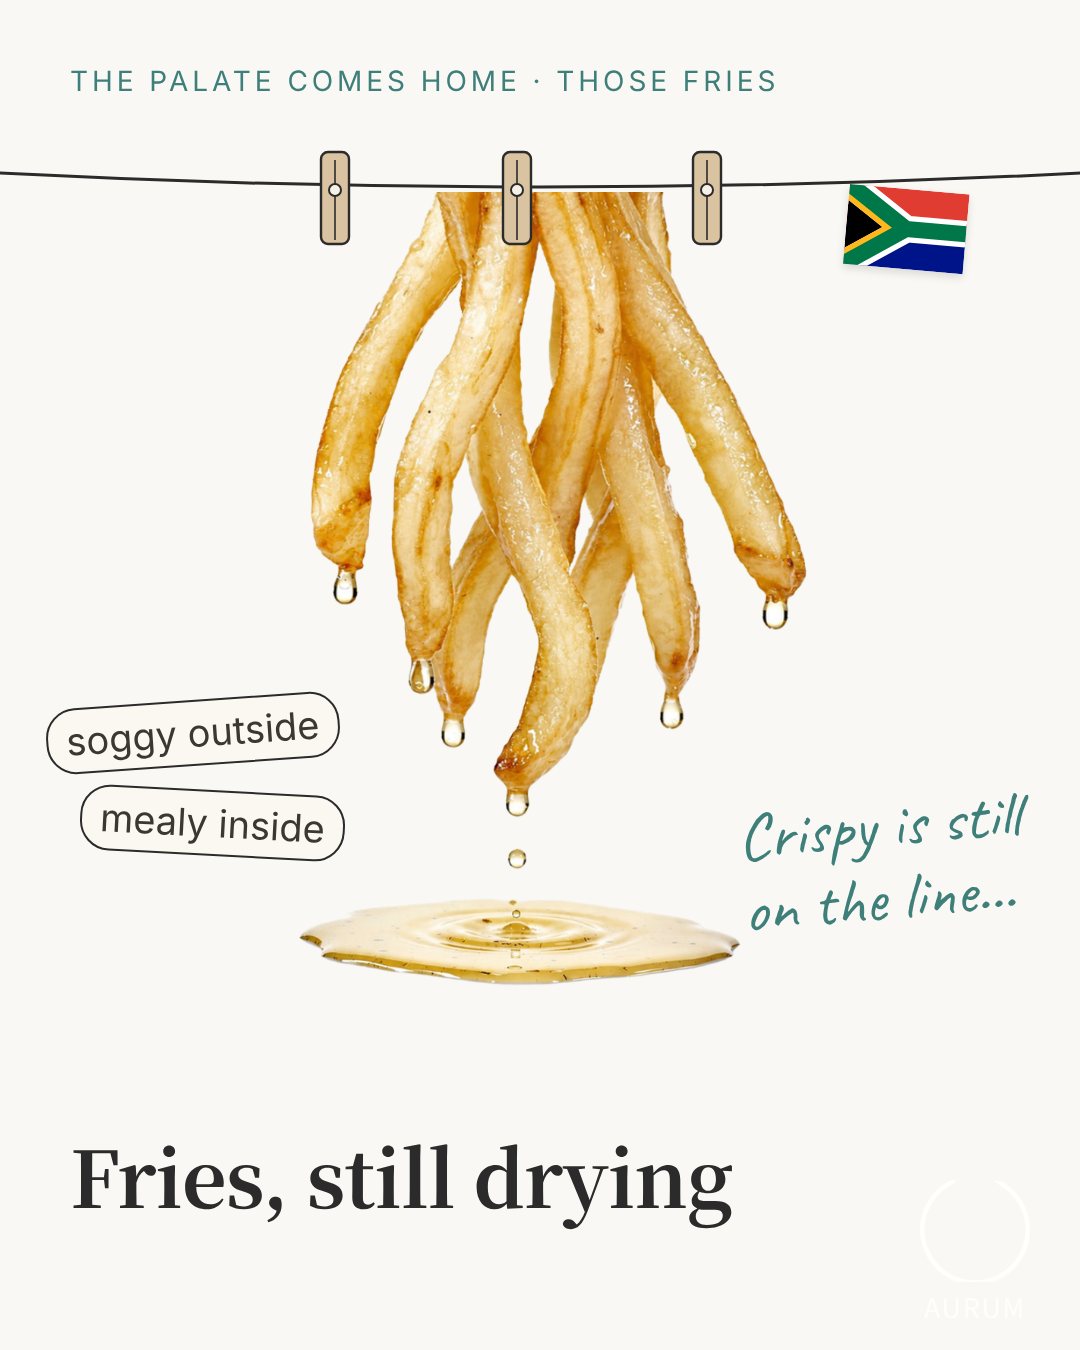 THE PALATE COMES HOME · THOSE FRIES
soggy outside
mealy inside
Crispy is still
on the line...
Fries, still drying
AURUM